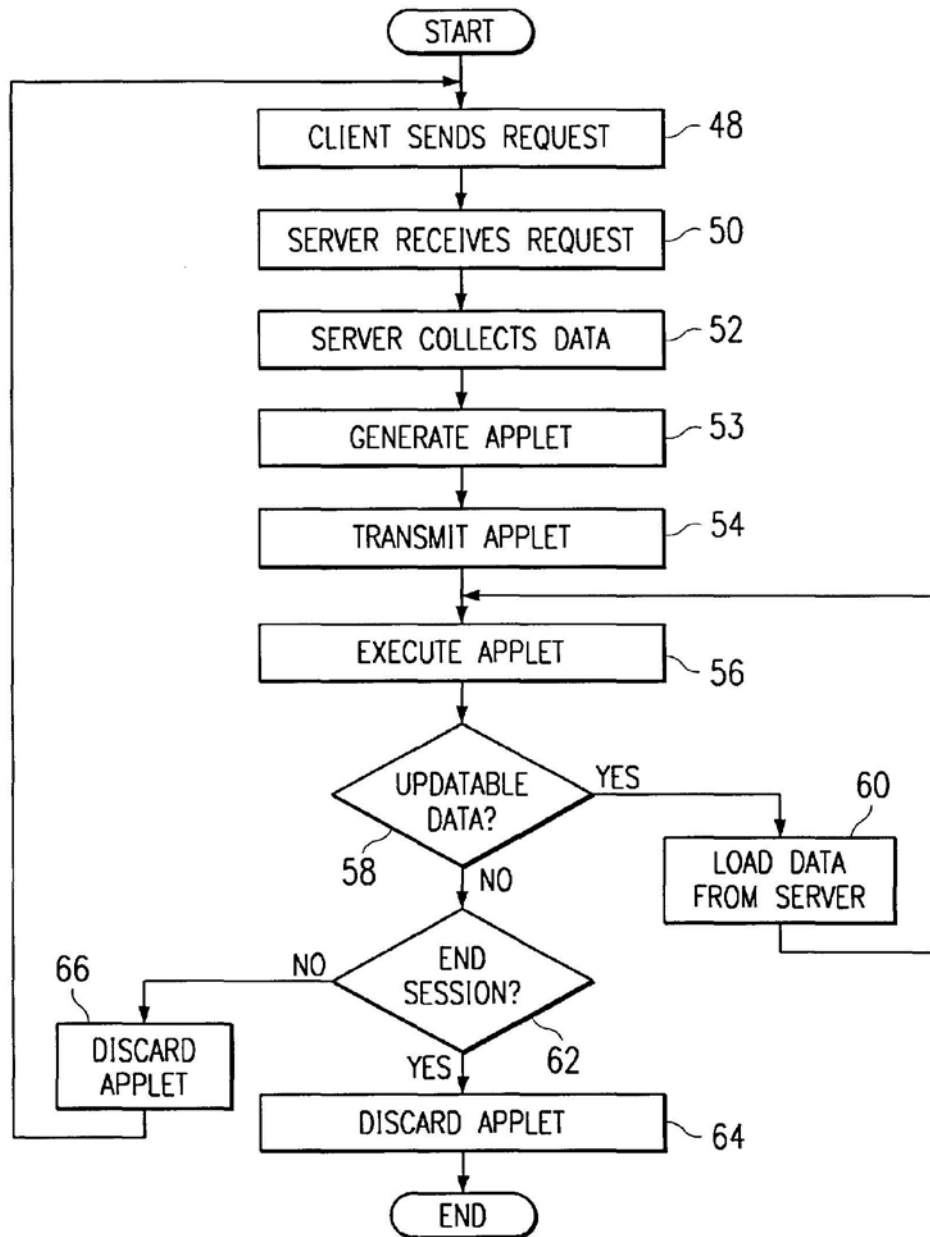 START
CLIENT SENDS REQUEST
48
SERVER RECEIVES REQUEST
50
SERVER COLLECTS DATA
52
GENERATE APPLET
53
TRANSMIT APPLET
54
EXECUTE APPLET
56
UPDATABLE
DATA?
58
YES
NO
60
LOAD DATA
FROM SERVER
END
SESSION?
62
NO
YES
66
DISCARD
APPLET
DISCARD APPLET
64
END